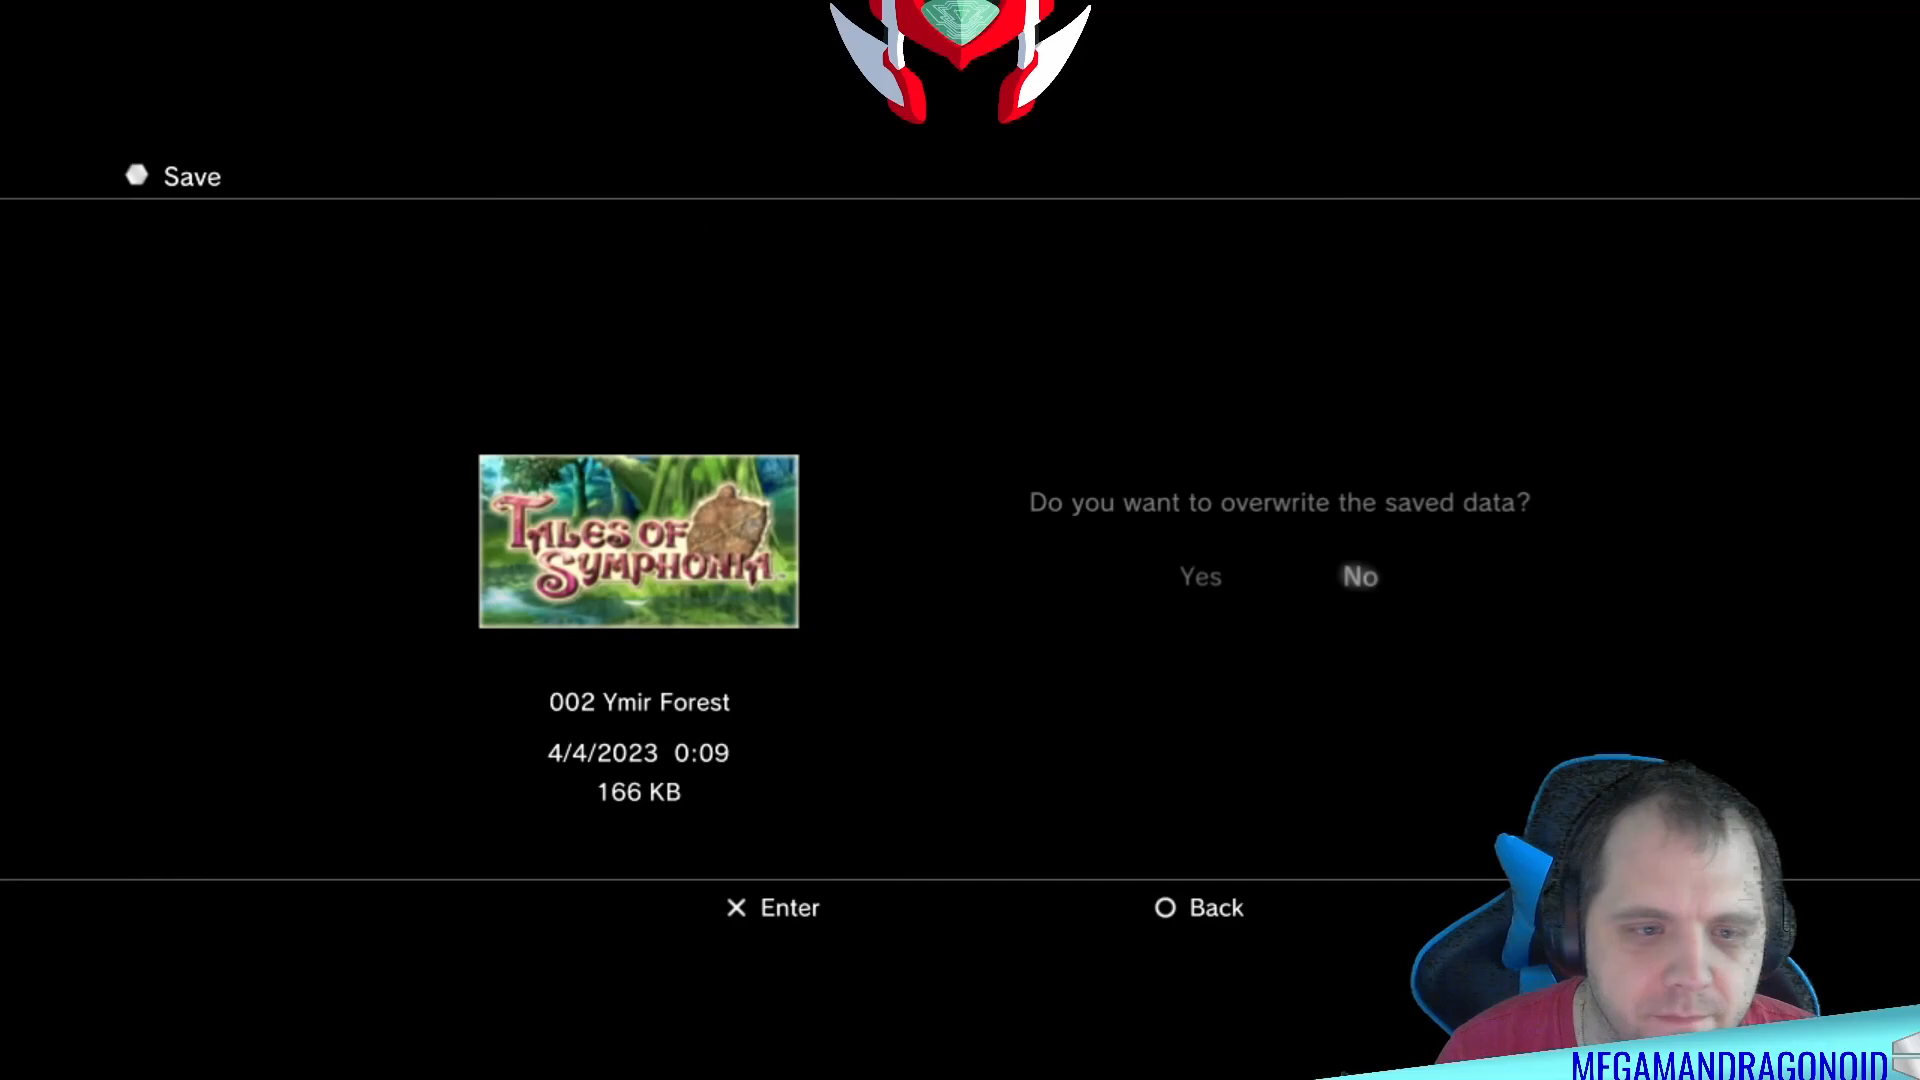 Save
TALES OF
SYMPHONIA
Do you want to overwrite the saved data?
Yes No
002 Ymir Forest
4/4/2023 0:09
166 KB
Enter
Back
MEGAMANDRAGONOID